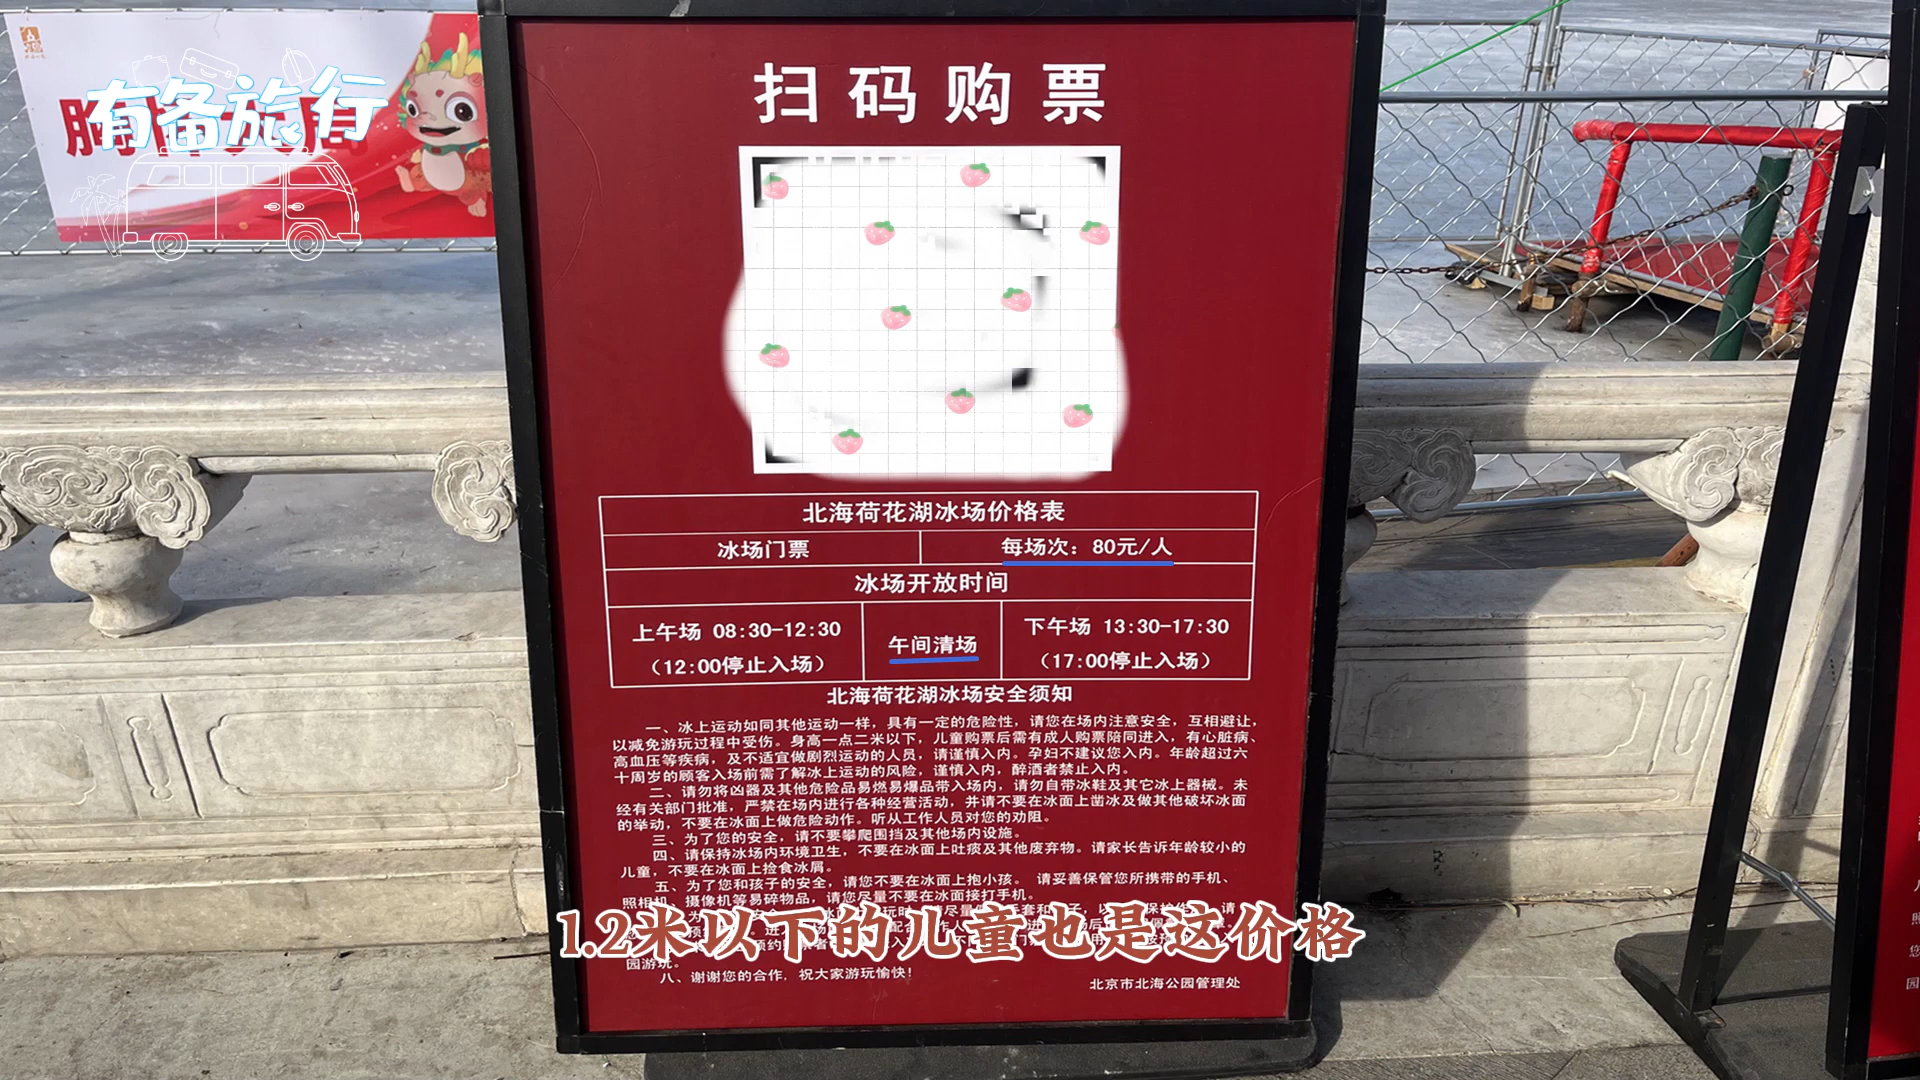 有备旅行
扫码购票
北海荷花湖冰场价格表
冰场门票 每场次：80元/人
冰场开放时间
上午场 08:30-12:30
（12:00停止入场）
午间清场
下午场 13:30-17:30
（17:00停止入场）
北海荷花湖冰场安全须知
一、冰上运动如同其他运动一样，具有一定的危险性，请您在场内注意安全，互相避让，
以减免游玩过程中受伤。身高一点二米以下，儿童购票后需有成人购票陪同进入，有心脏病、
高血压等疾病，及不适宜做剧烈运动的人员，请谨慎入内。孕妇不建议您入内。年龄超过六
十周岁的顾客入场前需了解冰上运动的风险，谨慎入内，醉酒者禁止入内。
二、请勿将凶器及其他危险品易燃易爆品带入场内，请勿自带冰鞋及其它冰上器械。未
经有关部门批准，严禁在场内进行各种经营活动，并请不要在冰面上凿冰及做其他破坏冰面
的举动，不要在冰面上做危险动作。听从工作人员对您的劝阻。
三、为了您的安全，请不要攀爬围挡及其他场内设施。
四、请保持冰场内环境卫生，不要在冰面上吐痰及其他废弃物。请家长告诉年龄较小的
儿童，不要在冰面上捡食冰屑。
五、为了您和孩子的安全，请您不要在冰面上抱小孩。 请妥善保管您所携带的手机、
照相机、摄像机等易碎物品，请您尽量不要在冰面接打手机。
1.2米以下的儿童也是这价格
园游玩。
八、谢谢您的合作，祝大家游玩愉快！
北京市北海公园管理处